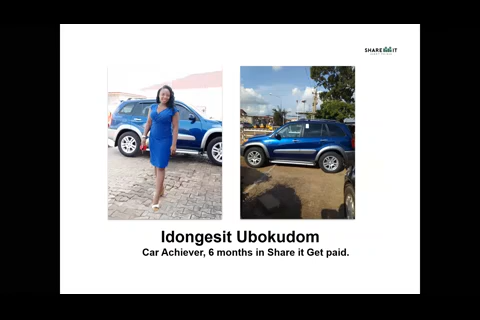 SHARE IT
Idongesit Ubokudom
Car Achiever, 6 months in Share it Get paid.